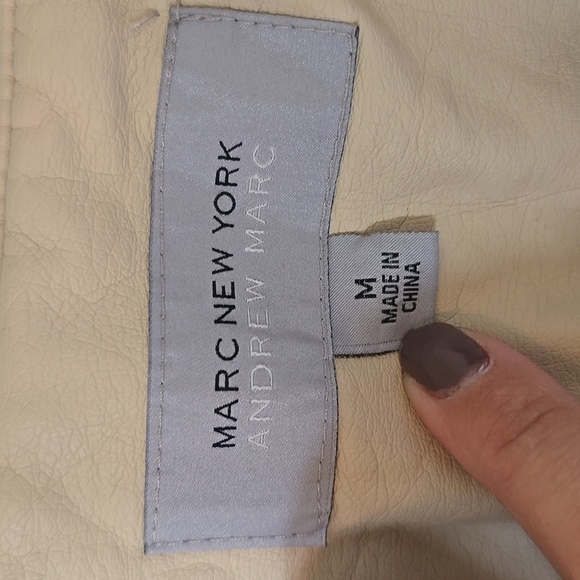 MARC NEW YORK
ANDREW MARC
M
MADE IN
CHINA